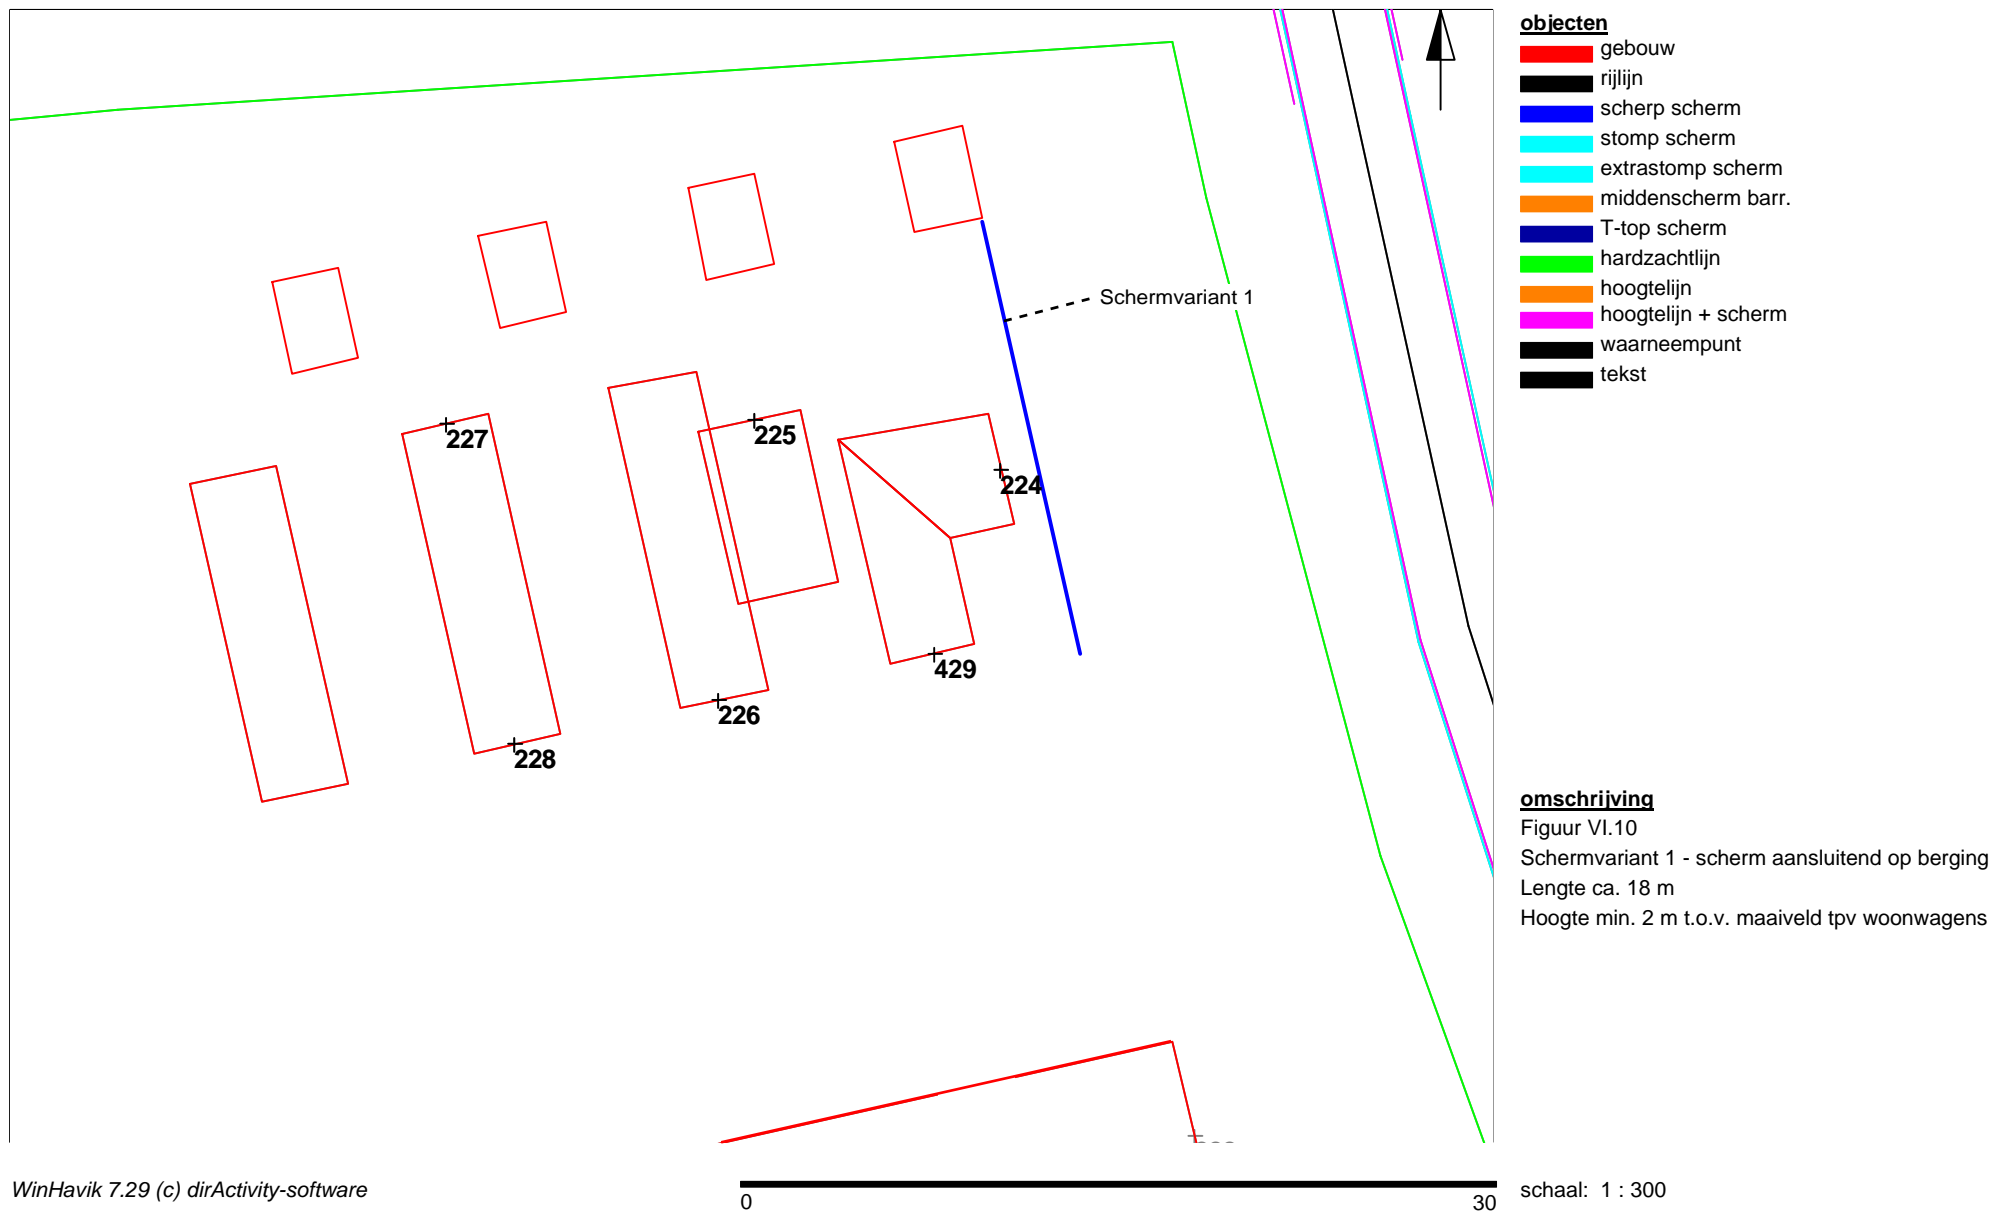 objecten
gebouw
rijlijn
scherp scherm
stomp scherm
extrastomp scherm
middenscherm barr.
T-top scherm
hardzachtlijn
hoogtelijn
hoogtelijn + scherm
waarneempunt
tekst
Schermvariant 1
227
225
224
429
226
228
omschrijving
Figuur VI.10
Schermvariant 1 - scherm aansluitend op berging
Lengte ca. 18 m
Hoogte min. 2 m t.o.v. maaiveld tpv woonwagens
WinHavik 7.29 (c) dirActivity-software
0
30
schaal: 1 : 300